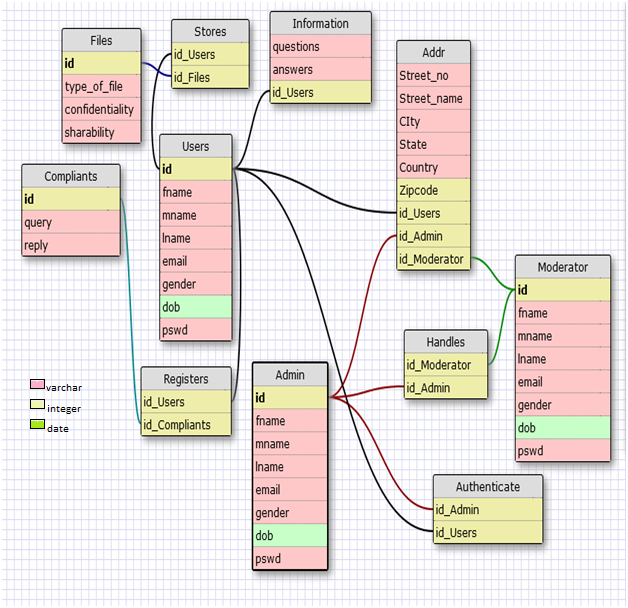 Files
id
type_of_file
confidentiality
sharability
Stores
id_Users
id_Files
Information
questions
answers
id_Users
Addr
Street_no
Street_name
CIty
State
Country
Zipcode
id_Users
id_Admin
id_Moderator
Users
id
fname
mname
lname
email
gender
dob
pswd
Compliants
id
query
reply
Moderator
id
fname
mname
lname
email
gender
dob
pswd
Handles
id_Moderator
id_Admin
Registers
id_Users
id_Compliants
Admin
id
fname
mname
lname
email
gender
dob
pswd
varchar
integer
date
Authenticate
id_Admin
id_Users